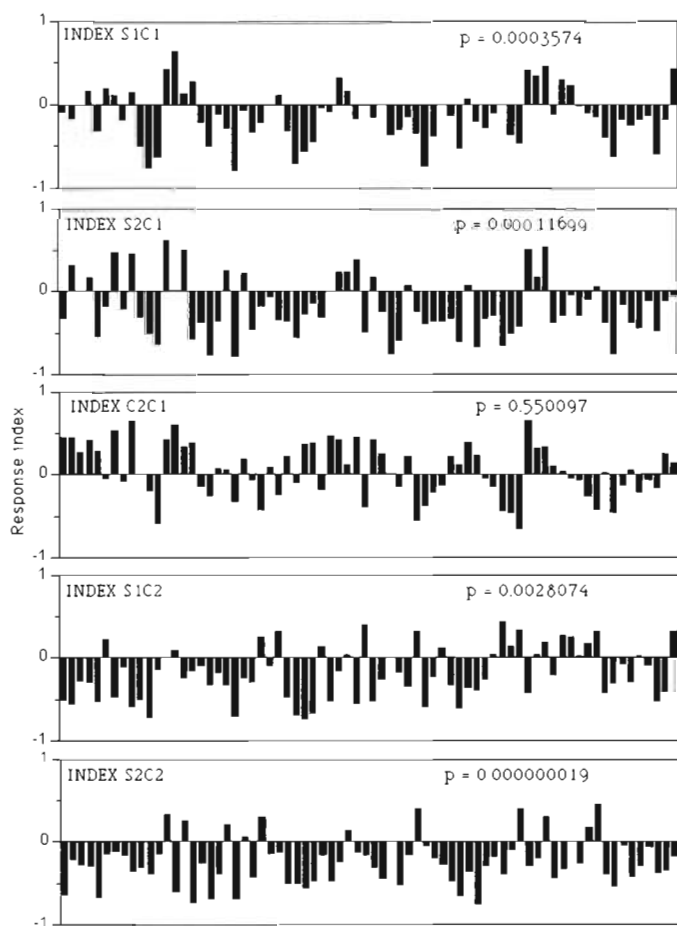 1
INDEX S1C1
p = 0.0003574
0
-1
1
INDEX S2C1
p =
0
-1
1
INDEX C2C1
p = 0.550097
0
-1
Response index
1
INDEX S1C2
p = 0.0028074
0
-1
1
INDEX S2C2
p = 0 000000019
0
-1